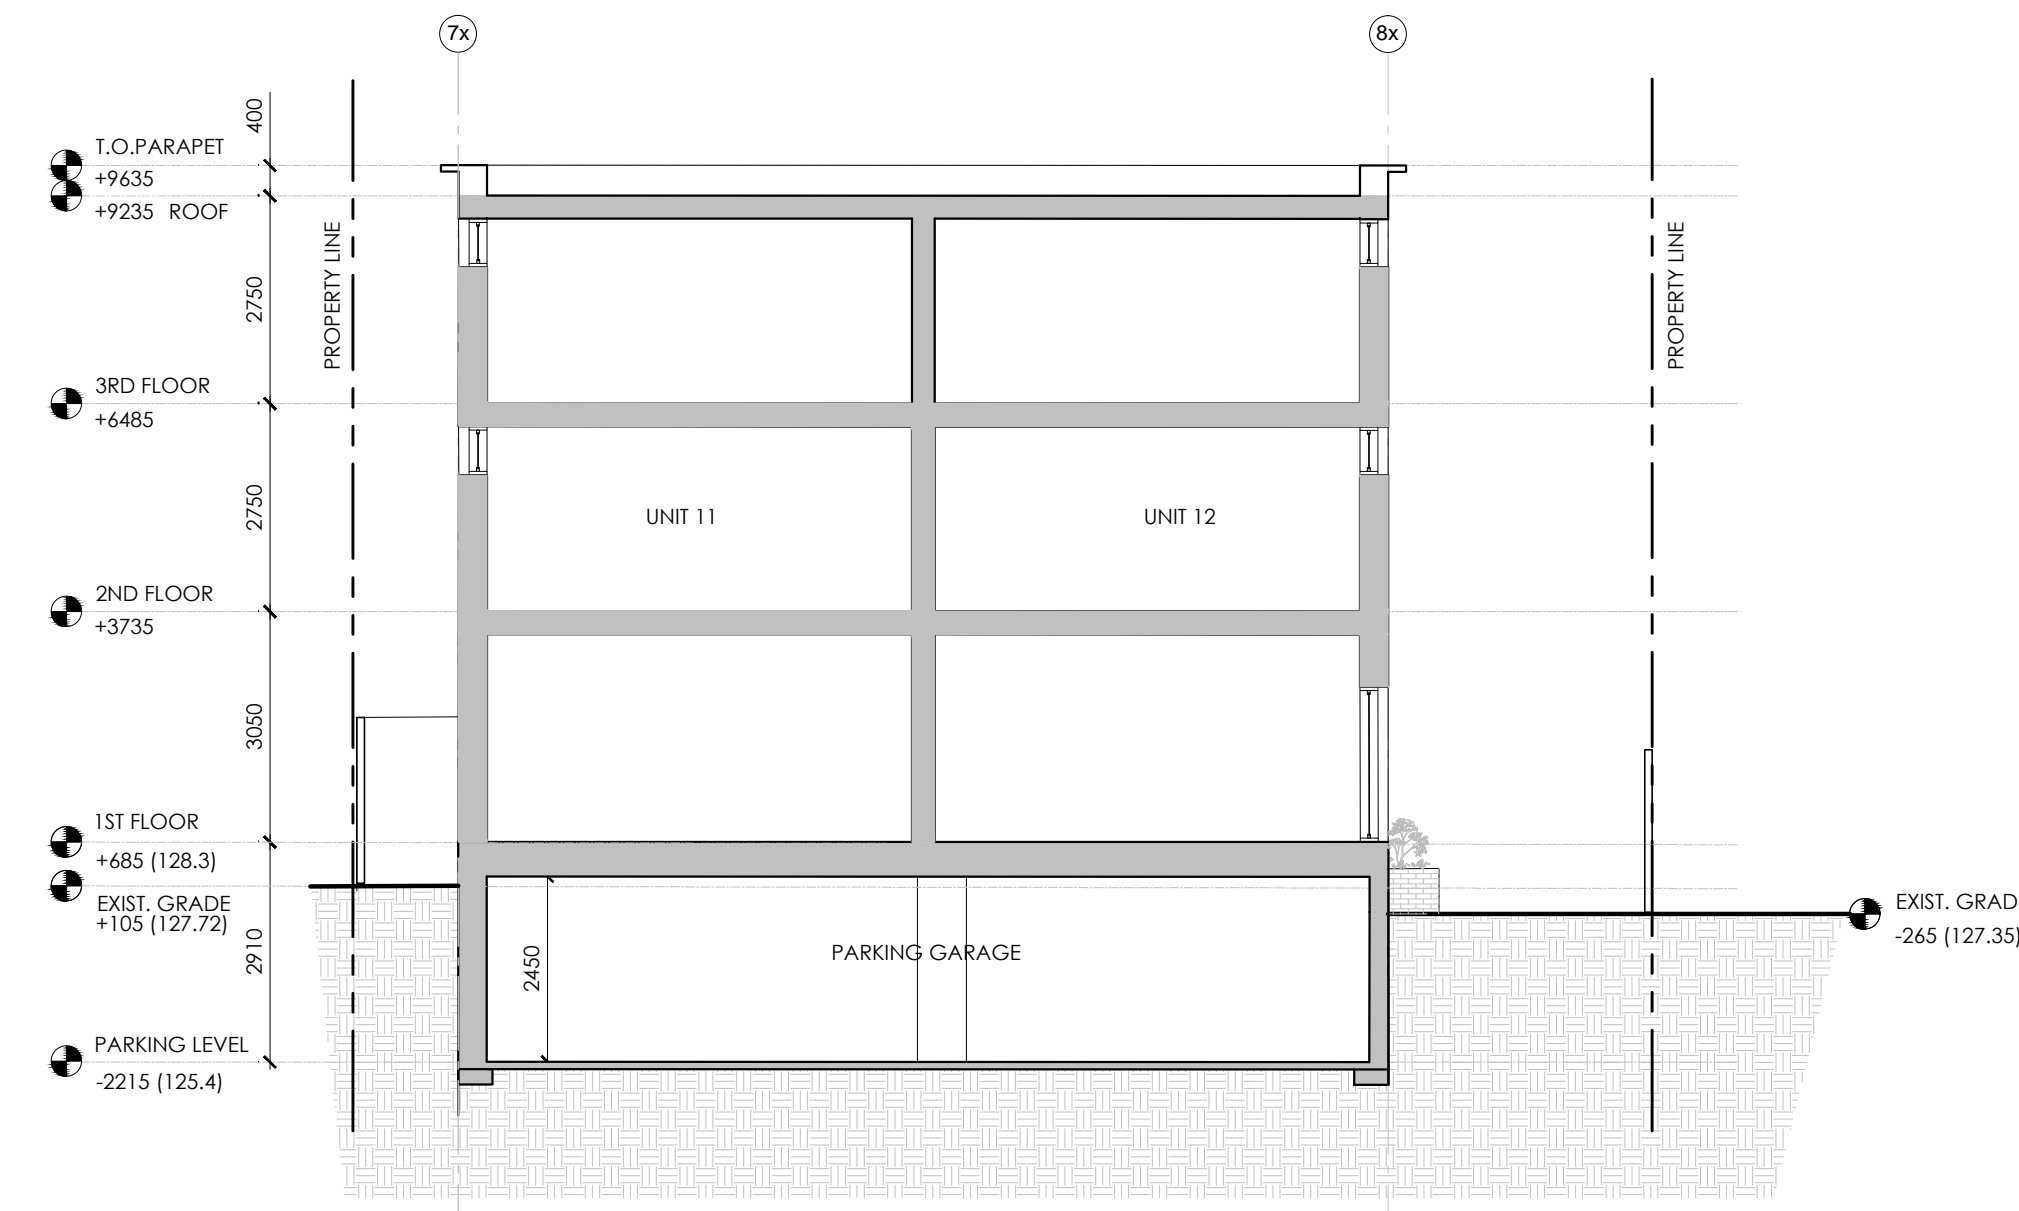 7x
8x
400
T.O.PARAPET
+9635
+9235 ROOF
PROPERTY LINE
PROPERTY LINE
2750
3RD FLOOR
+6485
2750
UNIT 11
UNIT 12
2ND FLOOR
+3735
3050
1ST FLOOR
+685 (128.3)
EXIST. GRADE
+105 (127.72)
EXIST. GRAD
-265 (127.35)
2910
2450
PARKING GARAGE
PARKING LEVEL
-2215 (125.4)